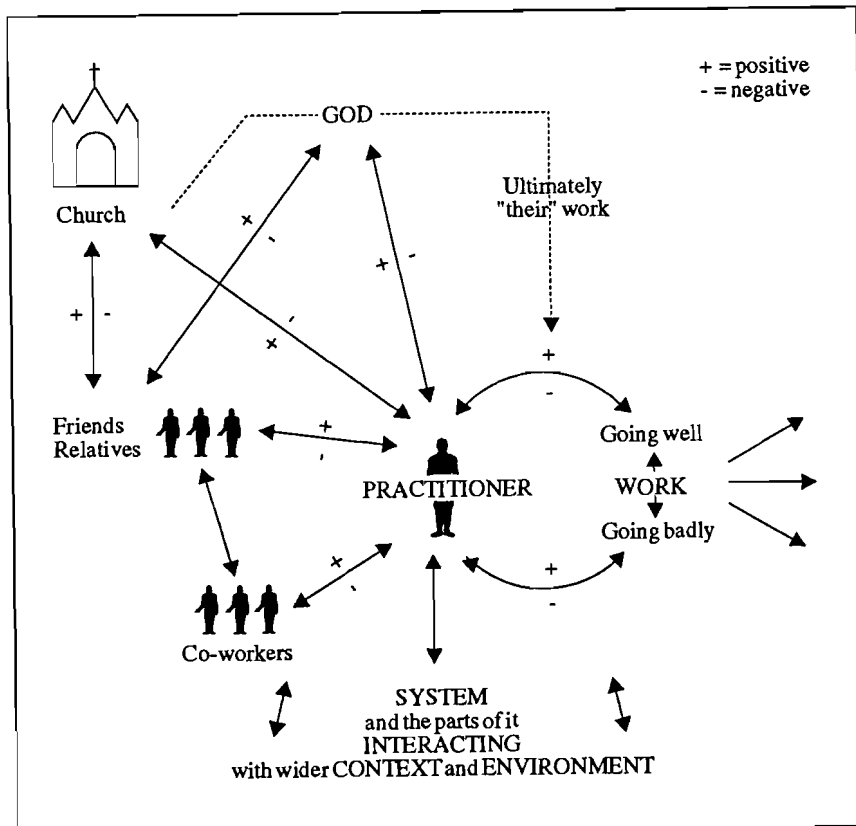 + = positive
- = negative
GOD
Ultimately
"their" work
Church
+ -
+ -
+ -
- +
+
-
Friends
Relatives
+
-
Going well
PRACTITIONER
WORK
Going badly
+
-
+
-
Co-workers
SYSTEM
and the parts of it
INTERACTING
with wider CONTEXT and ENVIRONMENT